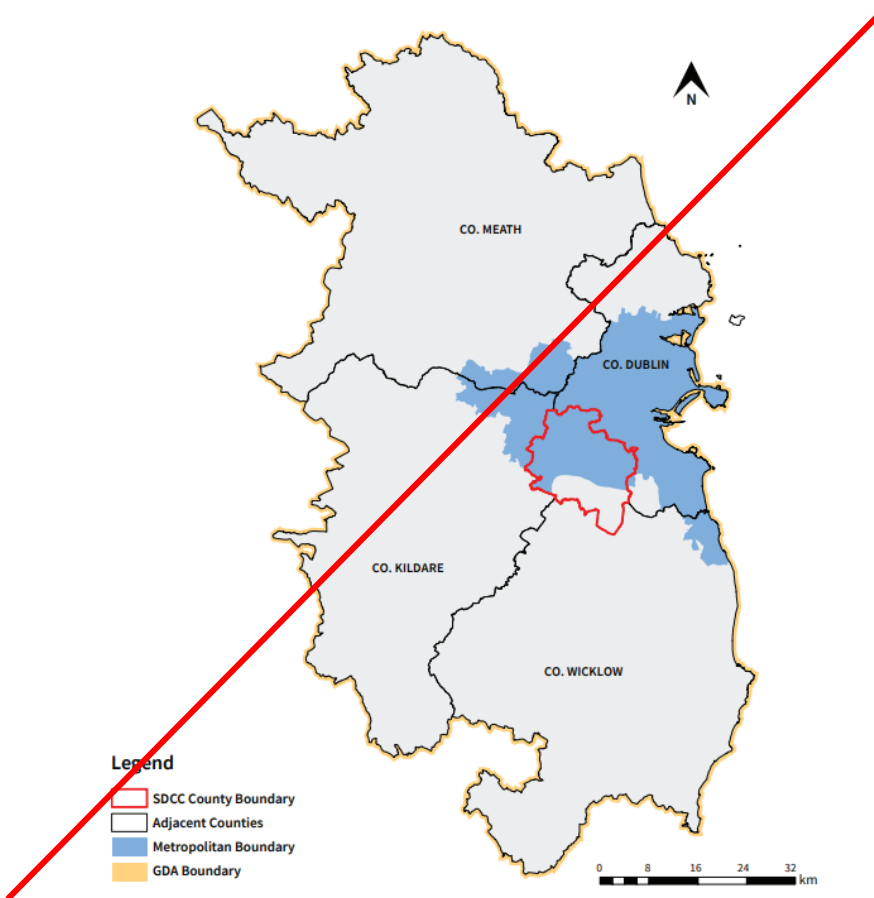 N
CO. MEATH
CO. DUBLIN
CO. KILDARE
CO. WICKLOW
Legend
SDCC County Boundary
Adjacent Counties
Metropolitan Boundary
GDA Boundary
0 8 16 24 32
km